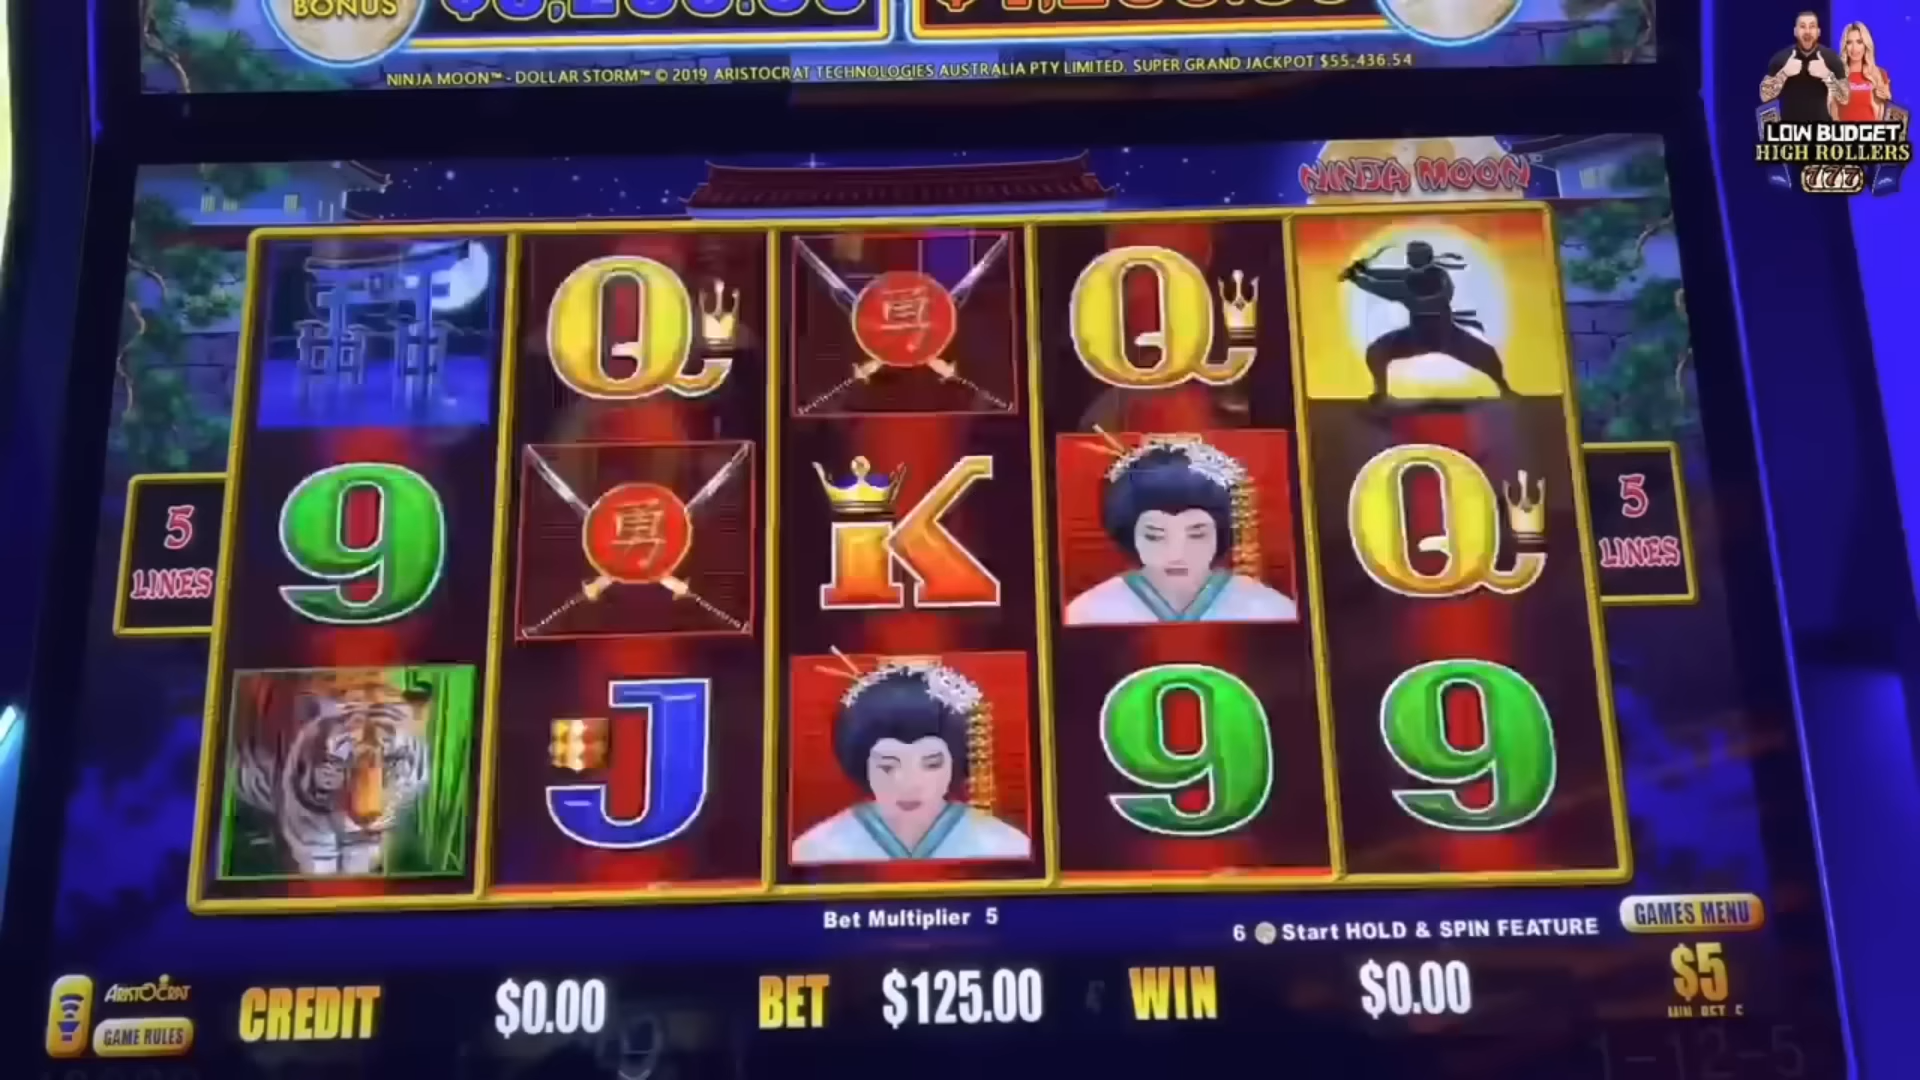 BONUS
NINJA MOON™ - DOLLAR STORM™ © 2019 ARISTOCRAT TECHNOLOGIES AUSTRALIA PTY LIMITED. SUPER GRAND JACKPOT $55,436.54
LOW BUDGET
HIGH ROLLERS
777
NINJA MOON
Q
勇
Q
5
LINES
9
勇
K
Q
5
LINES
J
9
9
Bet Multiplier 5
6 Start HOLD & SPIN FEATURE
GAMES MENU
ARISTOCRAT
GAME RULES
CREDIT $0.00 BET $125.00 WIN $0.00
$5